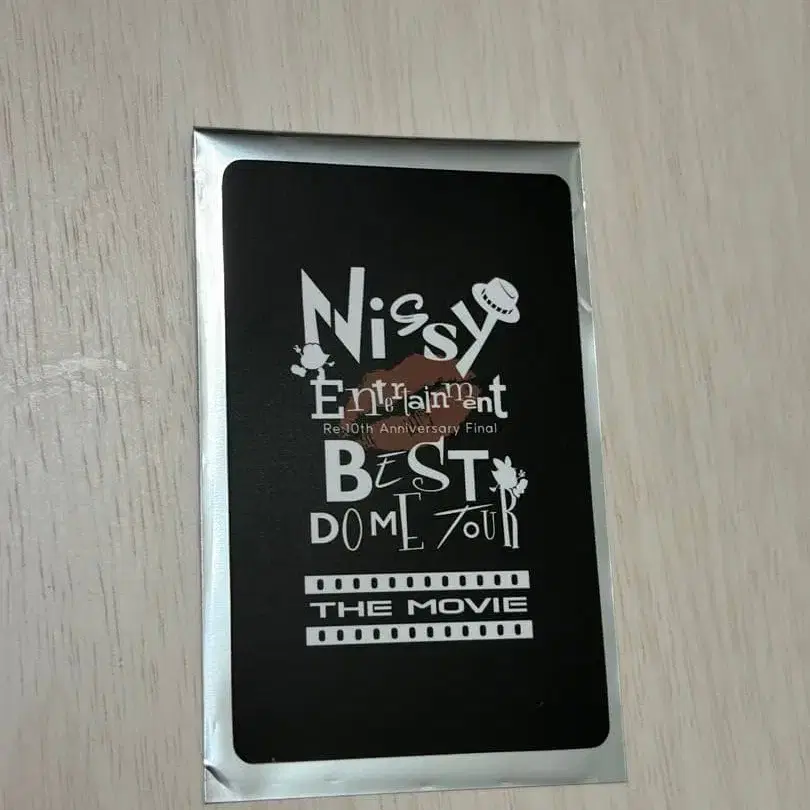 Nissy
Entertainment
Re:10th Anniversary Final
BEST
DOME TOUR
THE MOVIE